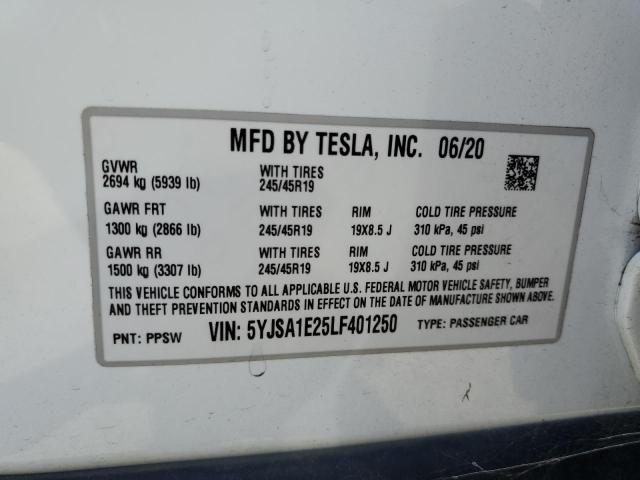 MFD BY TESLA, INC. 06/20
GVWR WITH TIRES
2694 kg (5939 lb) 245/45R19
GAWR FRT WITH TIRES RIM COLD TIRE PRESSURE
1300 kg (2866 lb) 245/45R19 19X8.5 J 310 kPa, 45 psi
GAWR RR WITH TIRES RIM COLD TIRE PRESSURE
1500 kg (3307 lb) 245/45R19 19X8.5 J 310 kPa, 45 psi
THIS VEHICLE CONFORMS TO ALL APPLICABLE U.S. FEDERAL MOTOR VEHICLE SAFETY, BUMPER
AND THEFT PREVENTION STANDARDS IN EFFECT ON THE DATE OF MANUFACTURE SHOWN ABOVE.
PNT: PPSW VIN: 5YJSA1E25LF401250 TYPE: PASSENGER CAR